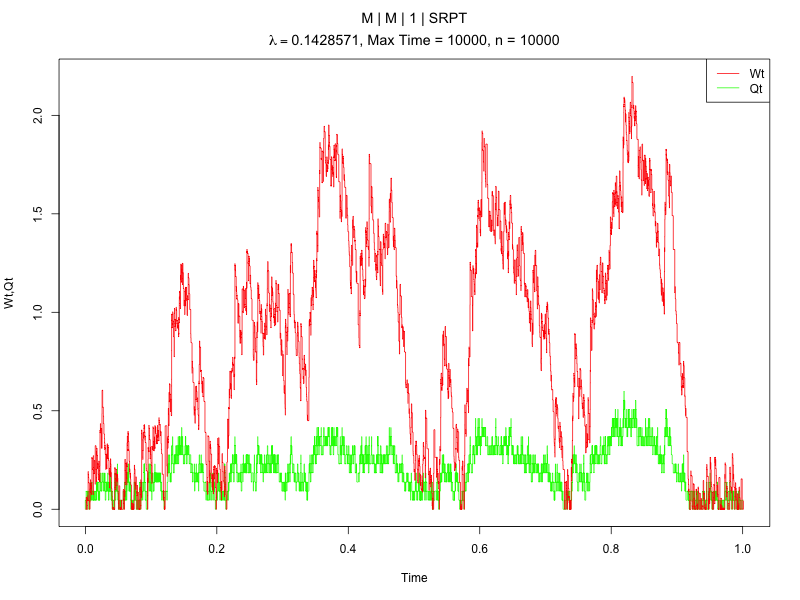 M | M | 1 | SRPT
λ = 0.1428571, Max Time = 10000, n = 10000
Wt
Qt
2.0
1.5
1.0
0.5
0.0
Wt,Qt
0.0 0.2 0.4 0.6 0.8 1.0
Time